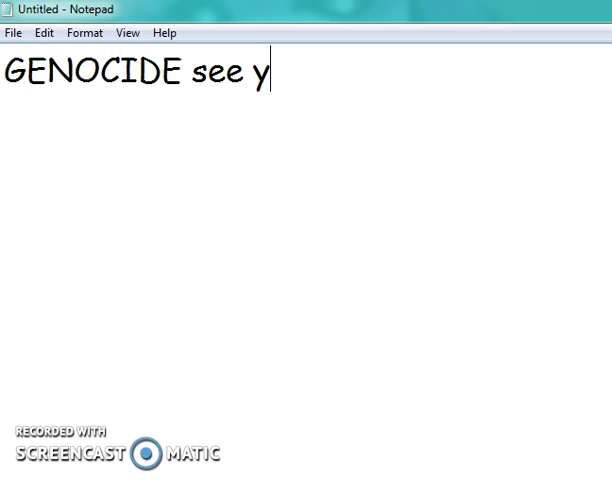 Untitled - Notepad
File Edit Format View Help
GENOCIDE see y
RECORDED WITH
SCREENCAST MATIC